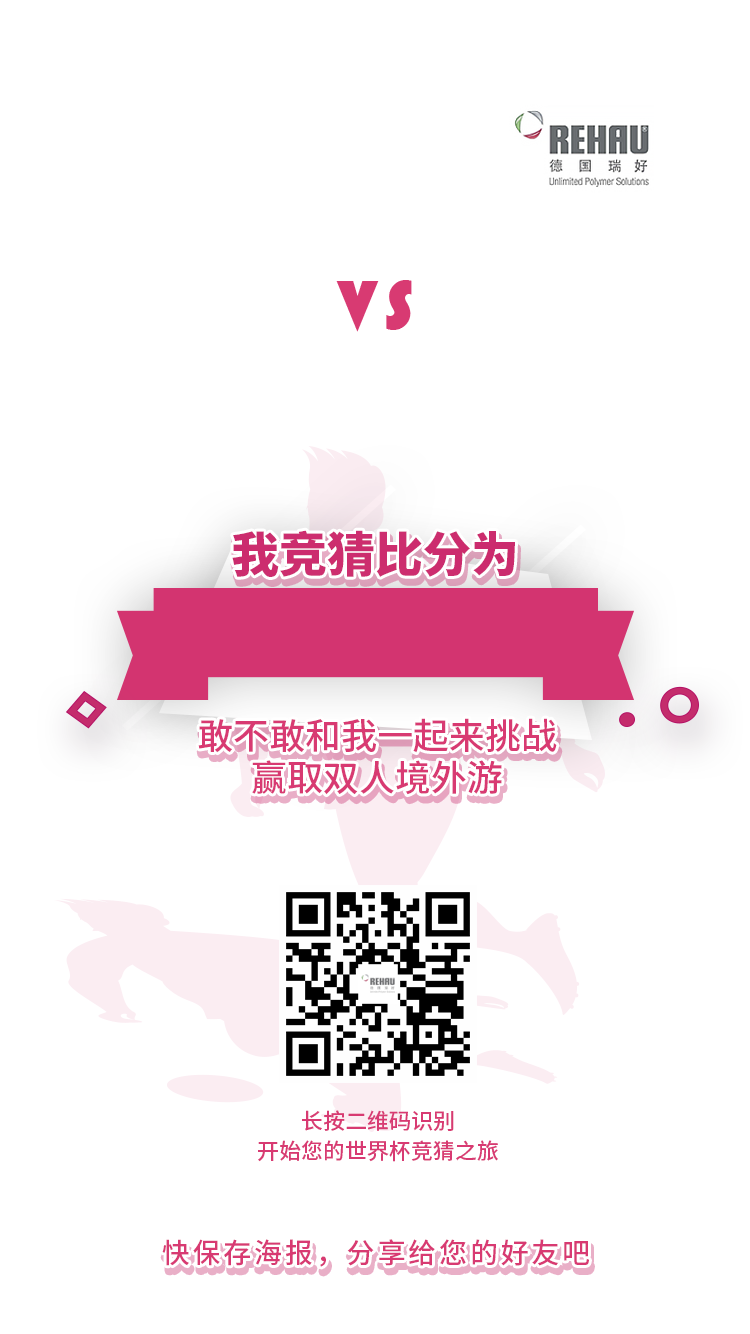 REHAU
德国瑞好
Unlimited Polymer Solutions
VS
我竞猜比分为
敢不敢和我一起来挑战
赢取双人境外游
REHAU
长按二维码识别
开始您的世界杯竞猜之旅
快保存海报，分享给您的好友吧